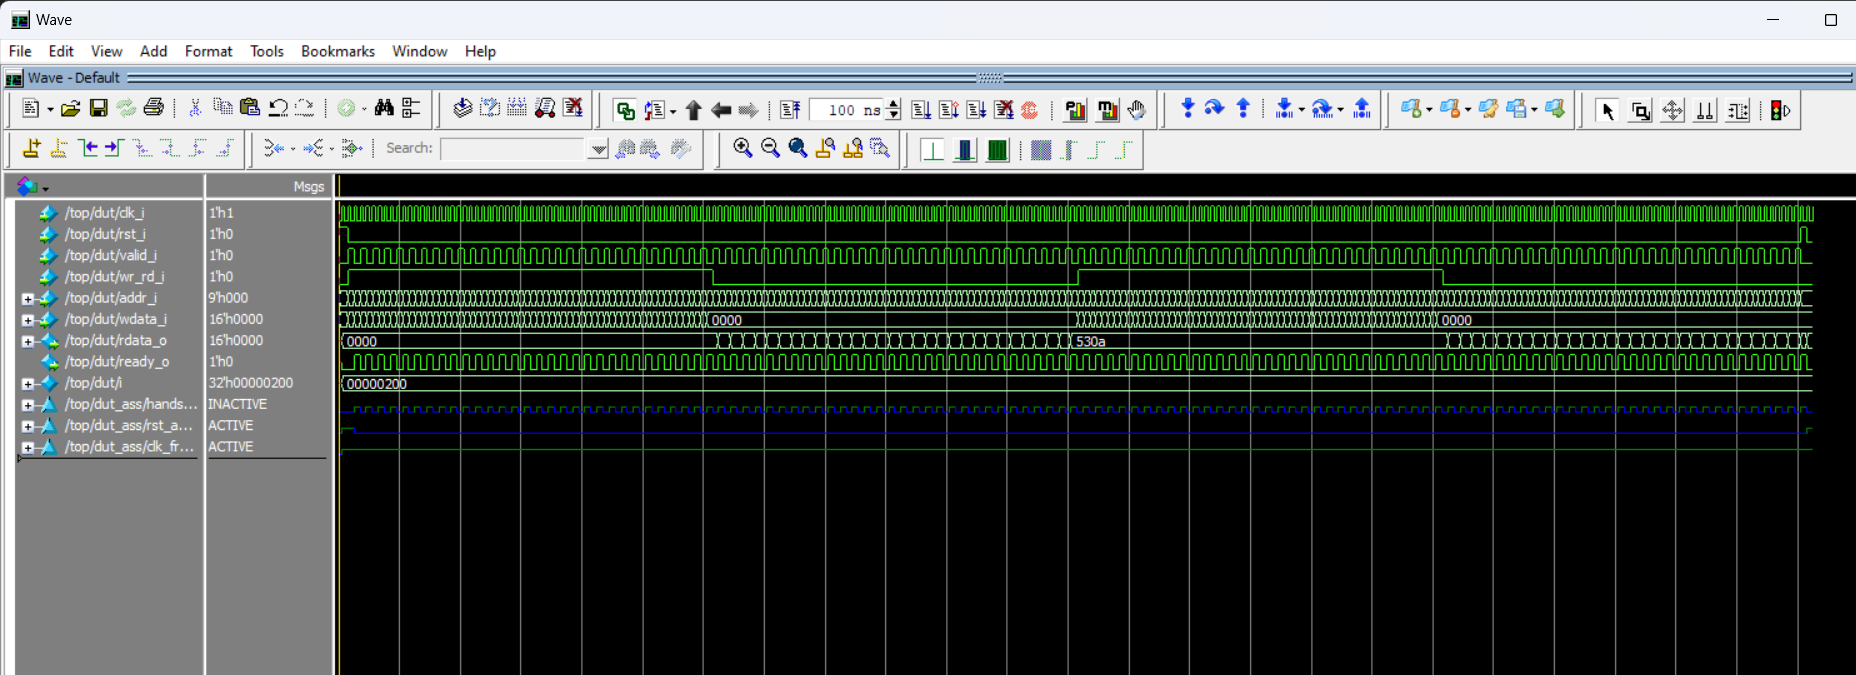 Wave
File Edit View Add Format Tools Bookmarks Window Help
Wave - Default
100 ns
Search:
Msgs
/top/dut/clk_i 1'h1
/top/dut/rst_i 1'h0
/top/dut/valid_i 1'h0
/top/dut/wr_rd_i 1'h0
/top/dut/addr_i 9'h000
/top/dut/wdata_i 16'h0000 0000 0000
/top/dut/rdata_o 16'h0000 0000 530a
/top/dut/ready_o 1'h0
/top/dut/i 32'h00000200 00000200
/top/dut_ass/hands... INACTIVE
/top/dut_ass/rst_a... ACTIVE
/top/dut_ass/clk_fr... ACTIVE